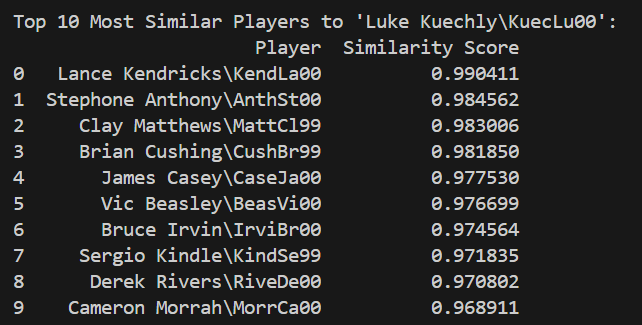 Top 10 Most Similar Players to 'Luke Kuechly\KuecLu00':
Player Similarity Score
0 Lance Kendricks\KendLa00 0.990411
1 Stephone Anthony\AnthSt00 0.984562
2 Clay Matthews\MattCl99 0.983006
3 Brian Cushing\CushBr99 0.981850
4 James Casey\CaseJa00 0.977530
5 Vic Beasley\BeasVi00 0.976699
6 Bruce Irvin\IrviBr00 0.974564
7 Sergio Kindle\KindSe99 0.971835
8 Derek Rivers\RiveDe00 0.970802
9 Cameron Morrah\MorrCa00 0.968911